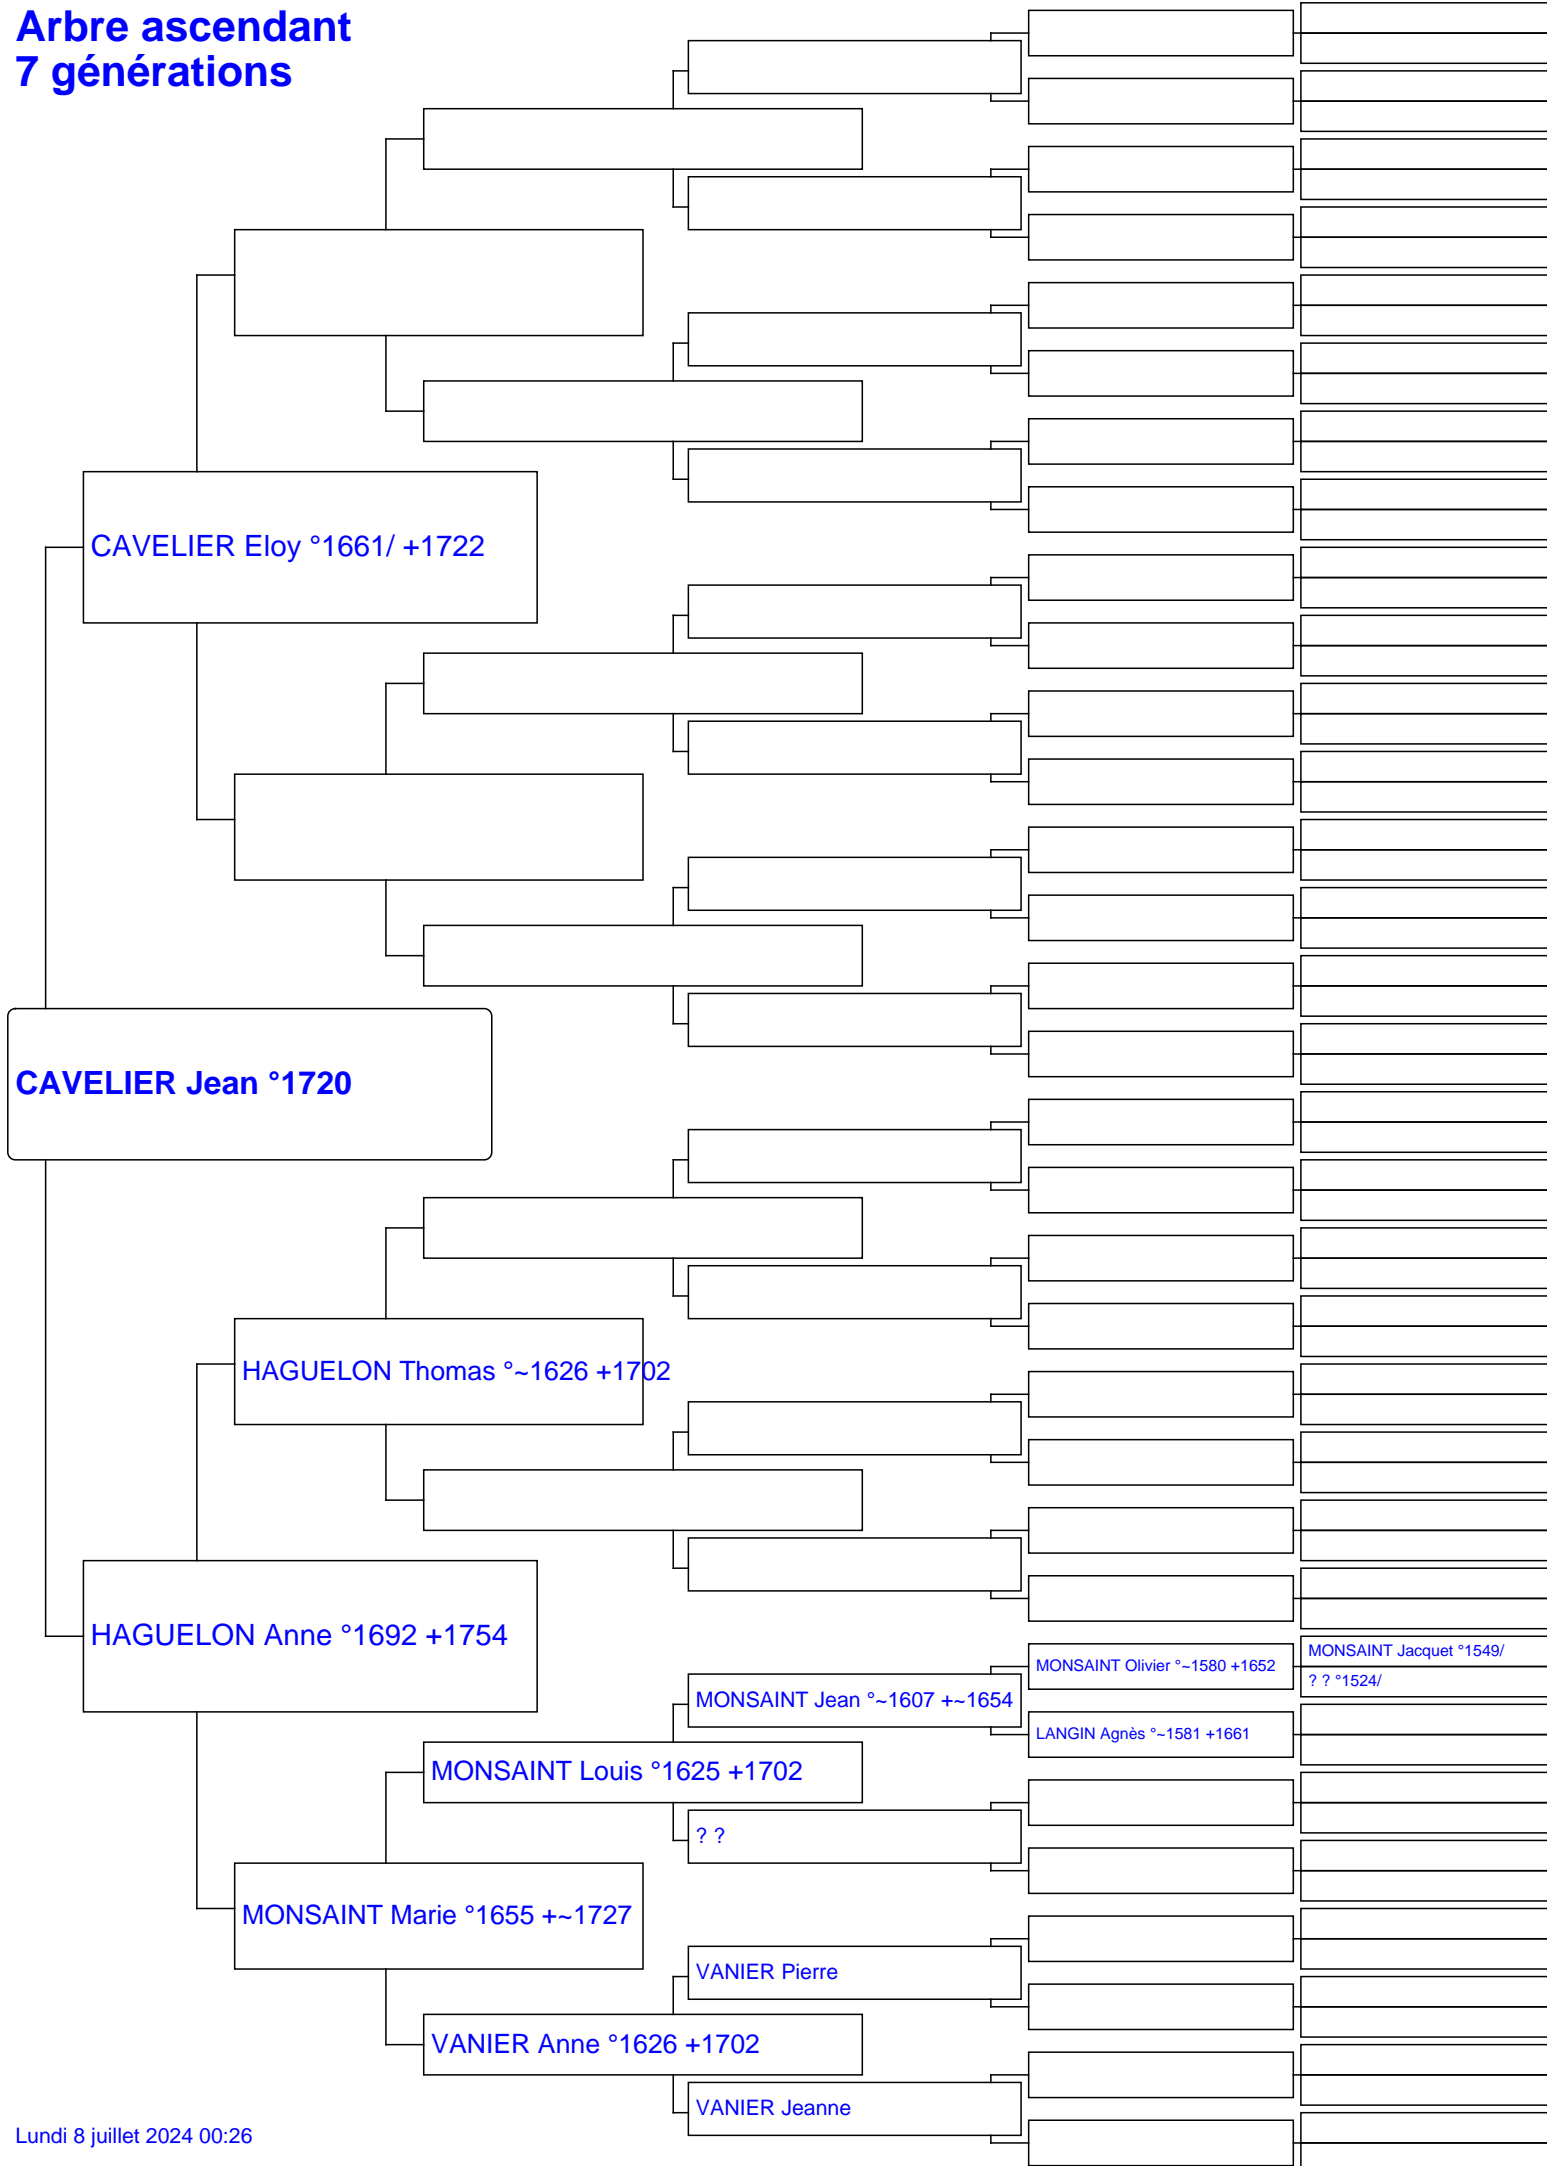 Arbre ascendant
7 générations
CAVELIER Eloy °1661/ +1722
CAVELIER Jean °1720
HAGUELON Thomas °~1626 +1702
HAGUELON Anne °1692 +1754
MONSAINT Jacquet °1549/
MONSAINT Olivier °~1580 +1652
? ? °1524/
MONSAINT Jean °~1607 +~1654
LANGIN Agnès °~1581 +1661
MONSAINT Louis °1625 +1702
? ?
MONSAINT Marie °1655 +~1727
VANIER Pierre
VANIER Anne °1626 +1702
VANIER Jeanne
Lundi 8 juillet 2024 00:26